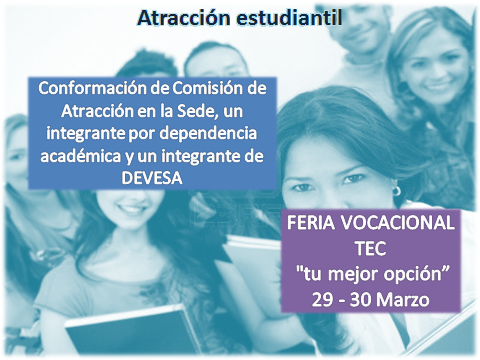 Atracción estudiantil
Conformación de Comisión de
Atracción en la Sede, un
integrante por dependencia
académica y un integrante de
DEVESA
FERIA VOCACIONAL
TEC
"tu mejor opción”
29 - 30 Marzo